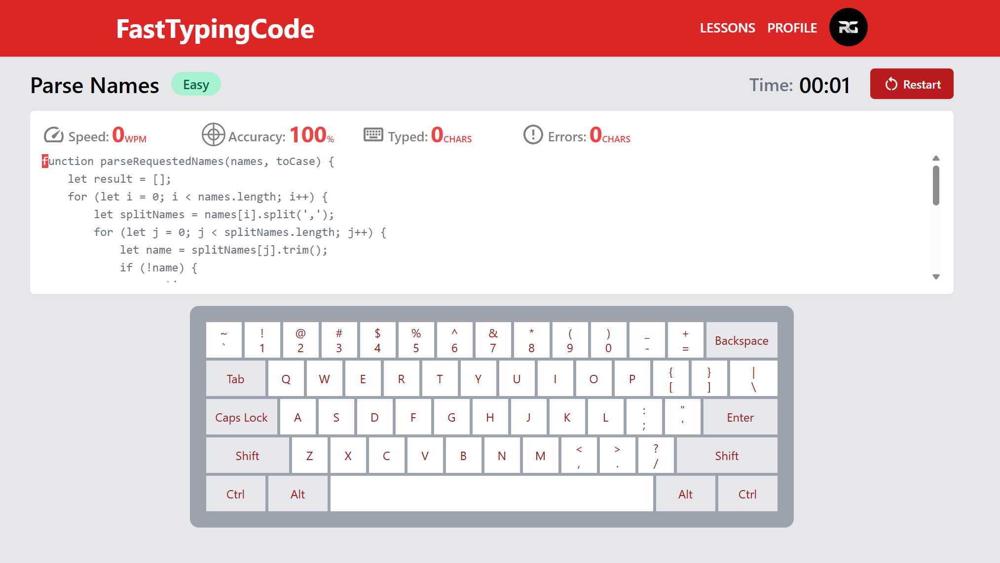 FastTypingCode
LESSONS PROFILE RG
Parse Names Easy Time: 00:01 Restart
Speed: 0WPM Accuracy: 100% Typed: 0CHARS Errors: 0CHARS
function parseRequestedNames(names, toCase) {
    let result = [];
    for (let i = 0; i < names.length; i++) {
        let splitNames = names[i].split(',');
        for (let j = 0; j < splitNames.length; j++) {
            let name = splitNames[j].trim();
            if (!name) {
~ ! @ # $ % ^ & * ( ) _ +
` 1 2 3 4 5 6 7 8 9 0 - = Backspace
Tab Q W E R T Y U I O P { } |
[ ] \
Caps Lock A S D F G H J K L : "
; ' Enter
Shift Z X C V B N M < > ?
, . / Shift
Ctrl Alt Alt Ctrl